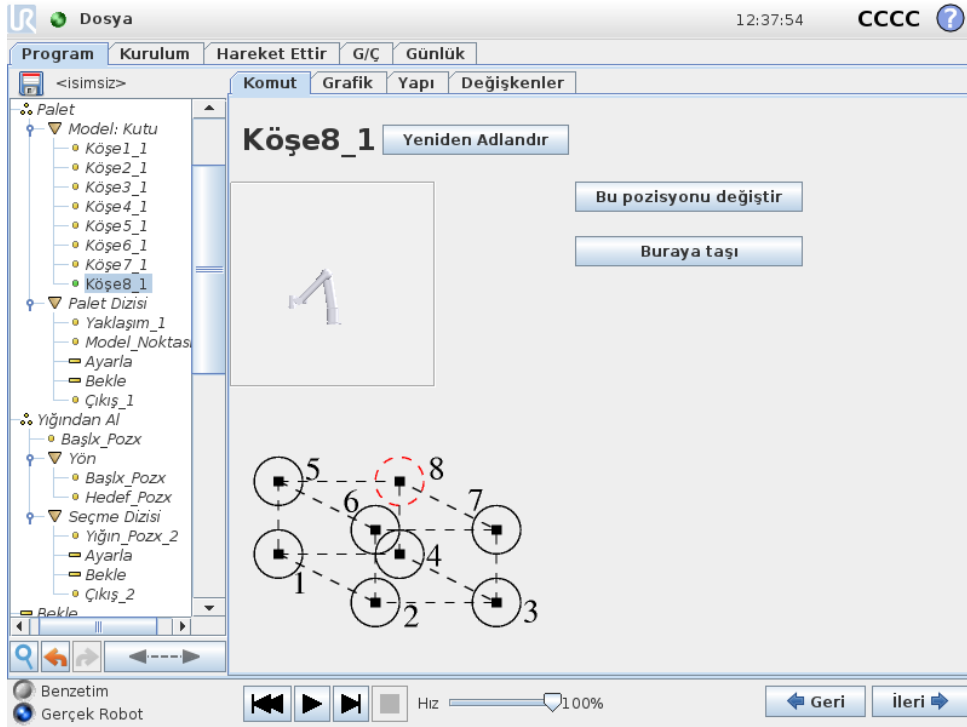 UR Dosya 12:37:54 CCCC ?
Program Kurulum Hareket Ettir G/Ç Günlük
<isimsiz>
Komut Grafik Yapı Değişkenler
Palet
Model: Kutu
Köşe1_1
Köşe2_1
Köşe3_1
Köşe4_1
Köşe5_1
Köşe6_1
Köşe7_1
Köşe8_1
Palet Dizisi
Yaklaşım_1
Model_Noktas
Ayarla
Bekle
Çıkış_1
Yığından Al
Başlx_Pozx
Yön
Başlx_Pozx
Hedef_Pozx
Seçme Dizisi
Yığın_Pozx_2
Ayarla
Bekle
Çıkış_2
Bekle
Köşe8_1 Yeniden Adlandır
Bu pozisyonu değiştir
Buraya taşı
5 8
6 7
1 4
2 3
Benzetim
Gerçek Robot
Hız 100%
Geri İleri